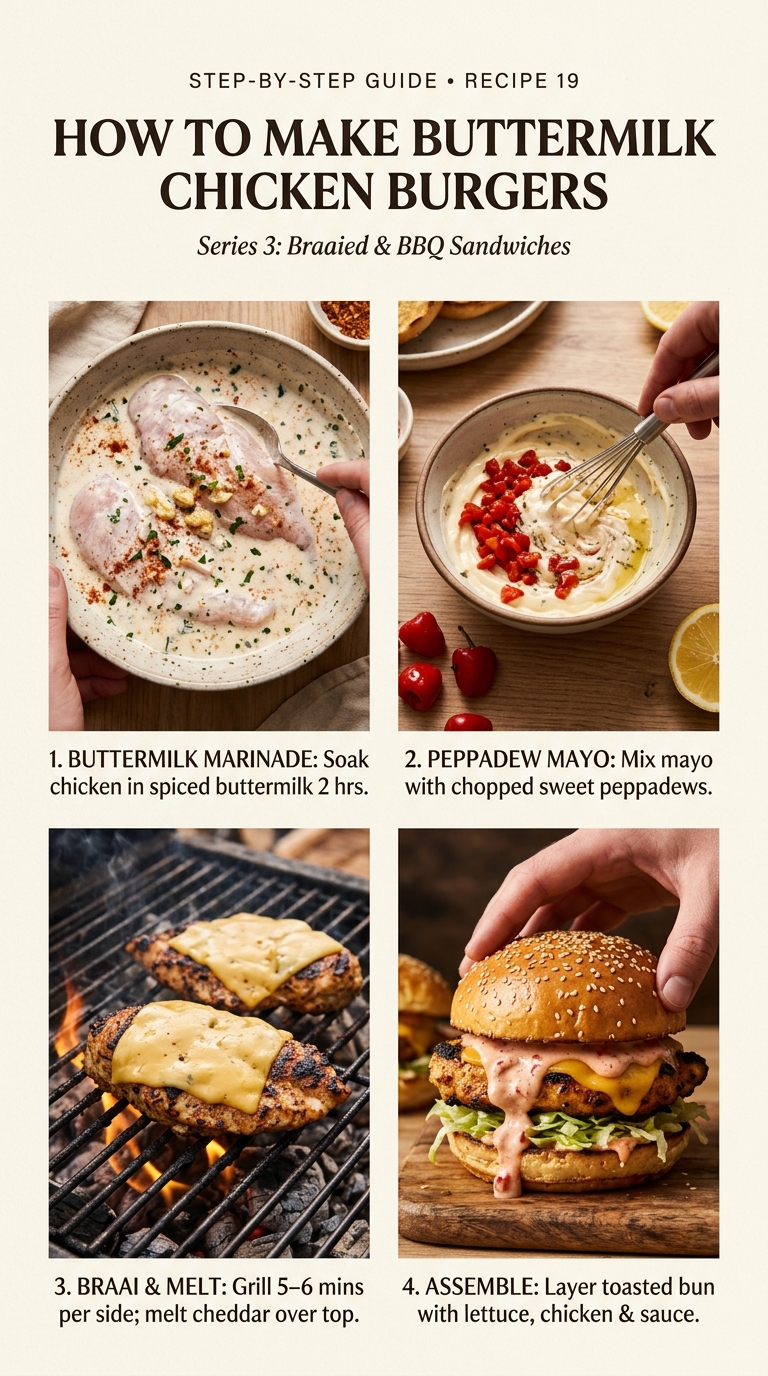 STEP-BY-STEP GUIDE • RECIPE 19
HOW TO MAKE BUTTERMILK
CHICKEN BURGERS
Series 3: Braaied & BBQ Sandwiches
1. BUTTERMILK MARINADE: Soak
chicken in spiced buttermilk 2 hrs.
2. PEPPADEW MAYO: Mix mayo
with chopped sweet peppadews.
3. BRAAI & MELT: Grill 5–6 mins
per side; melt cheddar over top.
4. ASSEMBLE: Layer toasted bun
with lettuce, chicken & sauce.